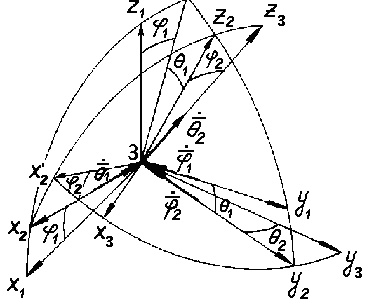 z₁ φ₁ z₂ z₃
θ₁ φ₂
θ̇₂
3 φ̇₁
x₂' φ₂ θ̇₁
φ̇₂ θ₁ y₁
x₂ φ₁ x₃ θ₂
x₁ y₂ y₃